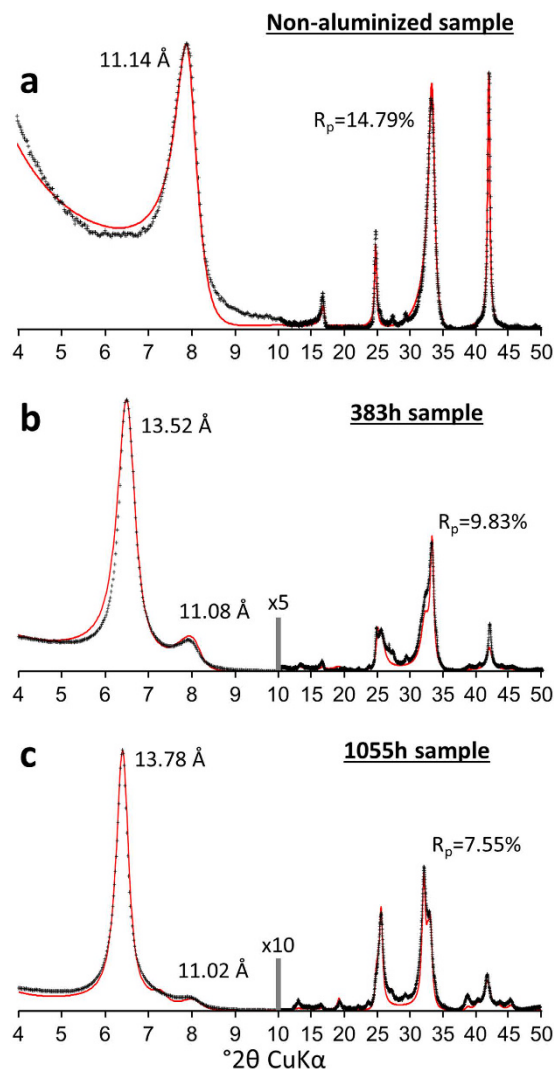 Non-aluminized sample
a
11.14 Å
Rp=14.79%
4 5 6 7 8 9 10 15 20 25 30 35 40 45 50
b
383h sample
13.52 Å
Rp=9.83%
11.08 Å
x5
4 5 6 7 8 9 10 15 20 25 30 35 40 45 50
c
1055h sample
13.78 Å
Rp=7.55%
11.02 Å
x10
4 5 6 7 8 9 10 15 20 25 30 35 40 45 50
°2θ CuKα